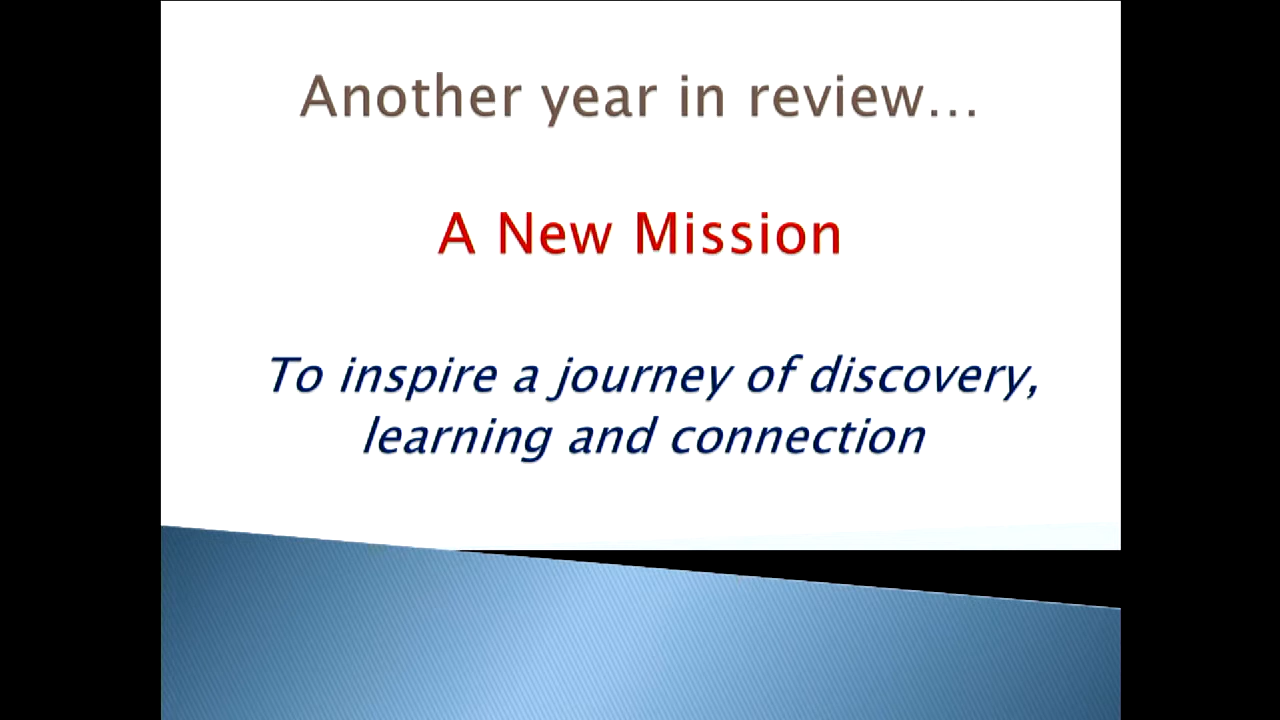 Another year in review...
A New Mission
To inspire a journey of discovery,
learning and connection